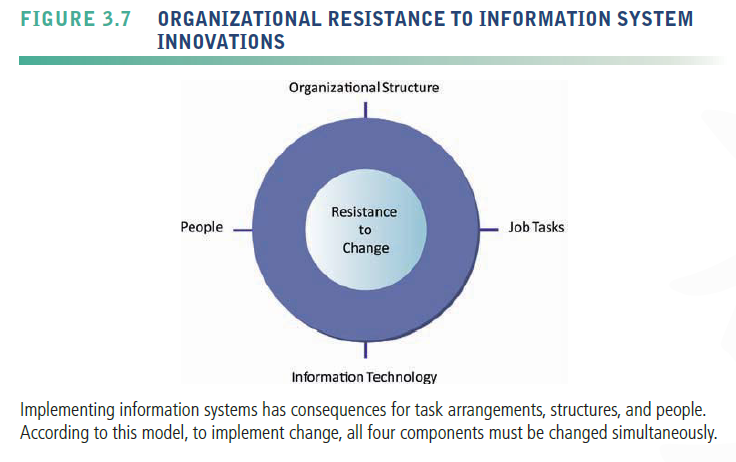 FIGURE 3.7 ORGANIZATIONAL RESISTANCE TO INFORMATION SYSTEM
INNOVATIONS
Organizational Structure
People
Resistance
to
Change
Job Tasks
Information Technology
Implementing information systems has consequences for task arrangements, structures, and people.
According to this model, to implement change, all four components must be changed simultaneously.